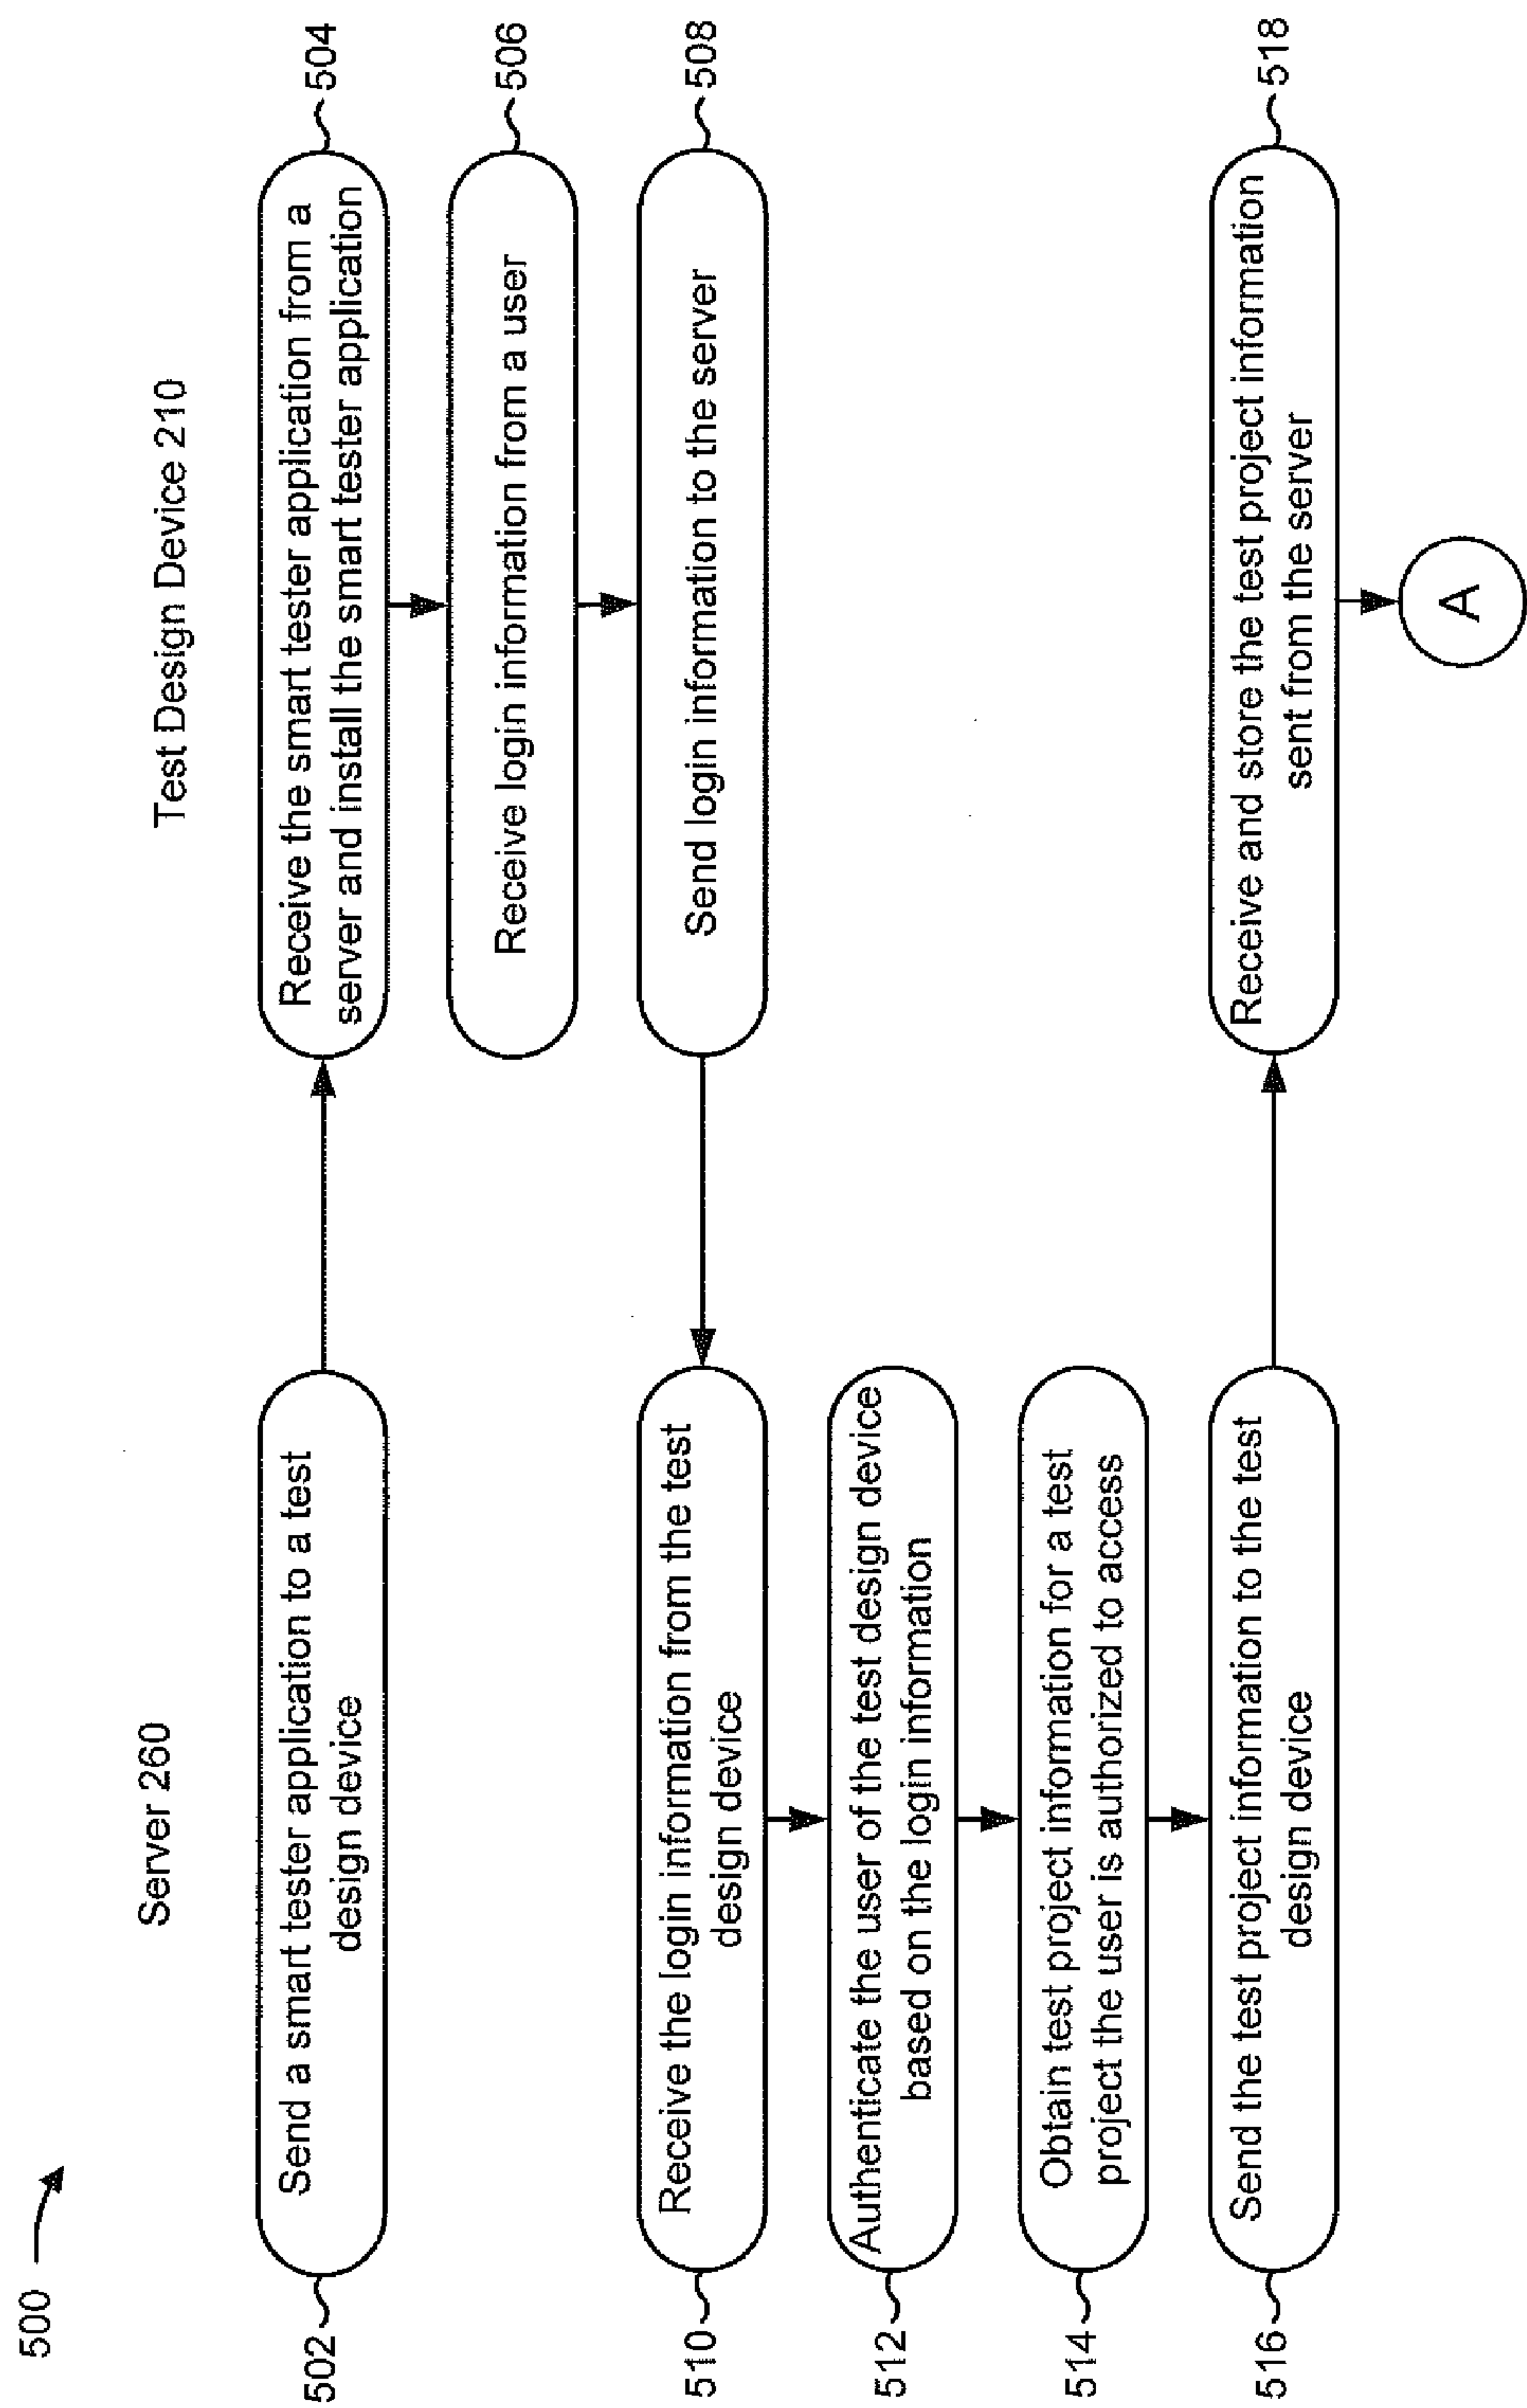 500
Server 260
Test Design Device 210
502
Send a smart tester application to a test
design device
Receive the smart tester application from a
server and install the smart tester application
504
Receive login information from a user
506
Send login information to the server
508
510
Receive the login information from the test
design device
512
Authenticate the user of the test design device
based on the login information
514
Obtain test project information for a test
project the user is authorized to access
516
Send the test project information to the test
design device
Receive and store the test project information
sent from the server
518
A